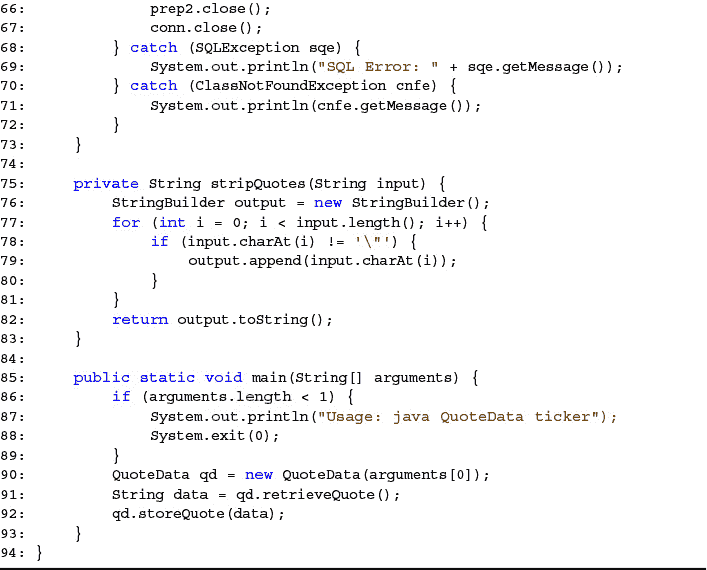 66:             prep2.close();
67:             conn.close();
68:         } catch (SQLException sqe) {
69:             System.out.println("SQL Error: " + sqe.getMessage());
70:         } catch (ClassNotFoundException cnfe) {
71:             System.out.println(cnfe.getMessage());
72:         }
73:     }
74:
75:     private String stripQuotes(String input) {
76:         StringBuilder output = new StringBuilder();
77:         for (int i = 0; i < input.length(); i++) {
78:             if (input.charAt(i) != '\"') {
79:                 output.append(input.charAt(i));
80:             }
81:         }
82:         return output.toString();
83:     }
84:
85:     public static void main(String[] arguments) {
86:         if (arguments.length < 1) {
87:             System.out.println("Usage: java QuoteData ticker");
88:             System.exit(0);
89:         }
90:         QuoteData qd = new QuoteData(arguments[0]);
91:         String data = qd.retrieveQuote();
92:         qd.storeQuote(data);
93:     }
94: }